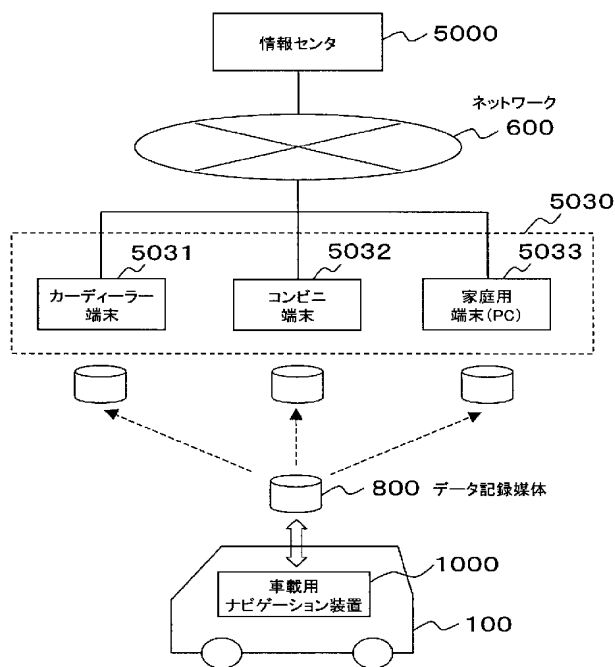 情報センタ
5000
ネットワーク
600
5030
5031
5032
5033
カーディーラー
端末
コンビニ
端末
家庭用
端末(PC)
800 データ記録媒体
1000
車載用
ナビゲーション装置
100